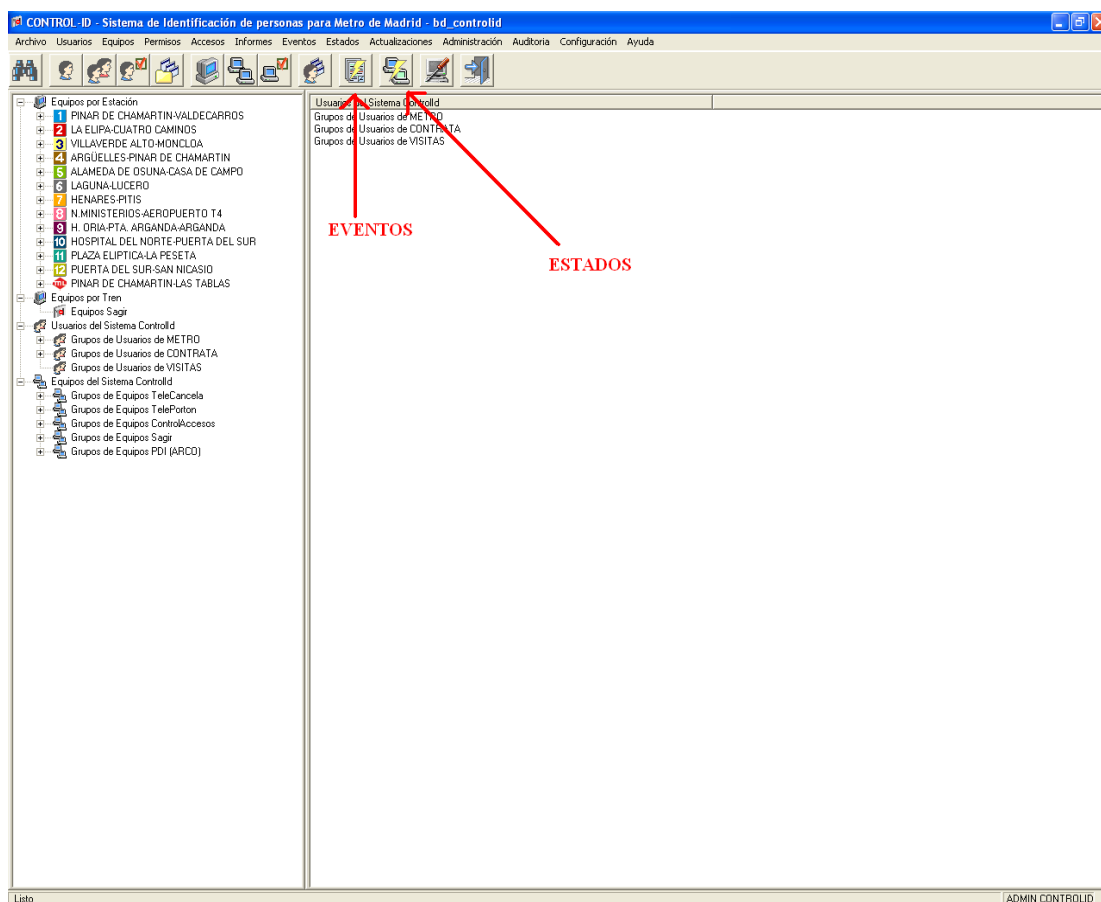 CONTROL-ID - Sistema de Identificación de personas para Metro de Madrid - bd_controlid
Archivo Usuarios Equipos Permisos Accesos Informes Eventos Estados Actualizaciones Administración Auditoria Configuración Ayuda
Equipos por Estación
1 PINAR DE CHAMARTIN-VALDECARROS
2 LA ELIPA-CUATRO CAMINOS
3 VILLAVERDE ALTO-MONCLOA
4 ARGÜELLES-PINAR DE CHAMARTIN
5 ALAMEDA DE OSUNA-CASA DE CAMPO
6 LAGUNA-LUCERO
7 HENARES-PITIS
8 N.MINISTERIOS-AEROPUERTO T4
9 H. ORIA-PTA. ARGANDA-ARGANDA
10 HOSPITAL DEL NORTE-PUERTA DEL SUR
11 PLAZA ELIPTICA-LA PESETA
12 PUERTA DEL SUR-SAN NICASIO
ML PINAR DE CHAMARTIN-LAS TABLAS
Equipos por Tren
Equipos Sagir
Usuarios del Sistema ControlId
Grupos de Usuarios de METRO
Grupos de Usuarios de CONTRATA
Grupos de Usuarios de VISITAS
Equipos del Sistema ControlId
Grupos de Equipos TeleCancela
Grupos de Equipos TelePorton
Grupos de Equipos ControlAccesos
Grupos de Equipos Sagir
Grupos de Equipos PDI (ARCO)
Usuarios del Sistema ControlId
Grupos de Usuarios de METRO
Grupos de Usuarios de CONTRATA
Grupos de Usuarios de VISITAS
EVENTOS
ESTADOS
Listo
ADMIN CONTROLID